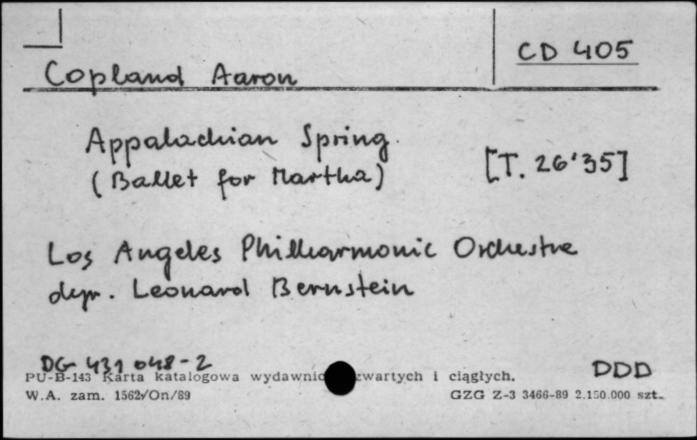 CD 405
Copland Aaron
Appalachian Spring
(Ballet for Martha) [T. 26'35]
Los Angeles Philharmonic Orchestra
dyr. Leonard Bernstein
DG 431 048-2 DDD
PU-B-143 Karta katalogowa wydawnic zwartych i ciągłych.
W.A. zam. 1562/On/89 GZG Z-3 3466-89 2.150.000 szt.